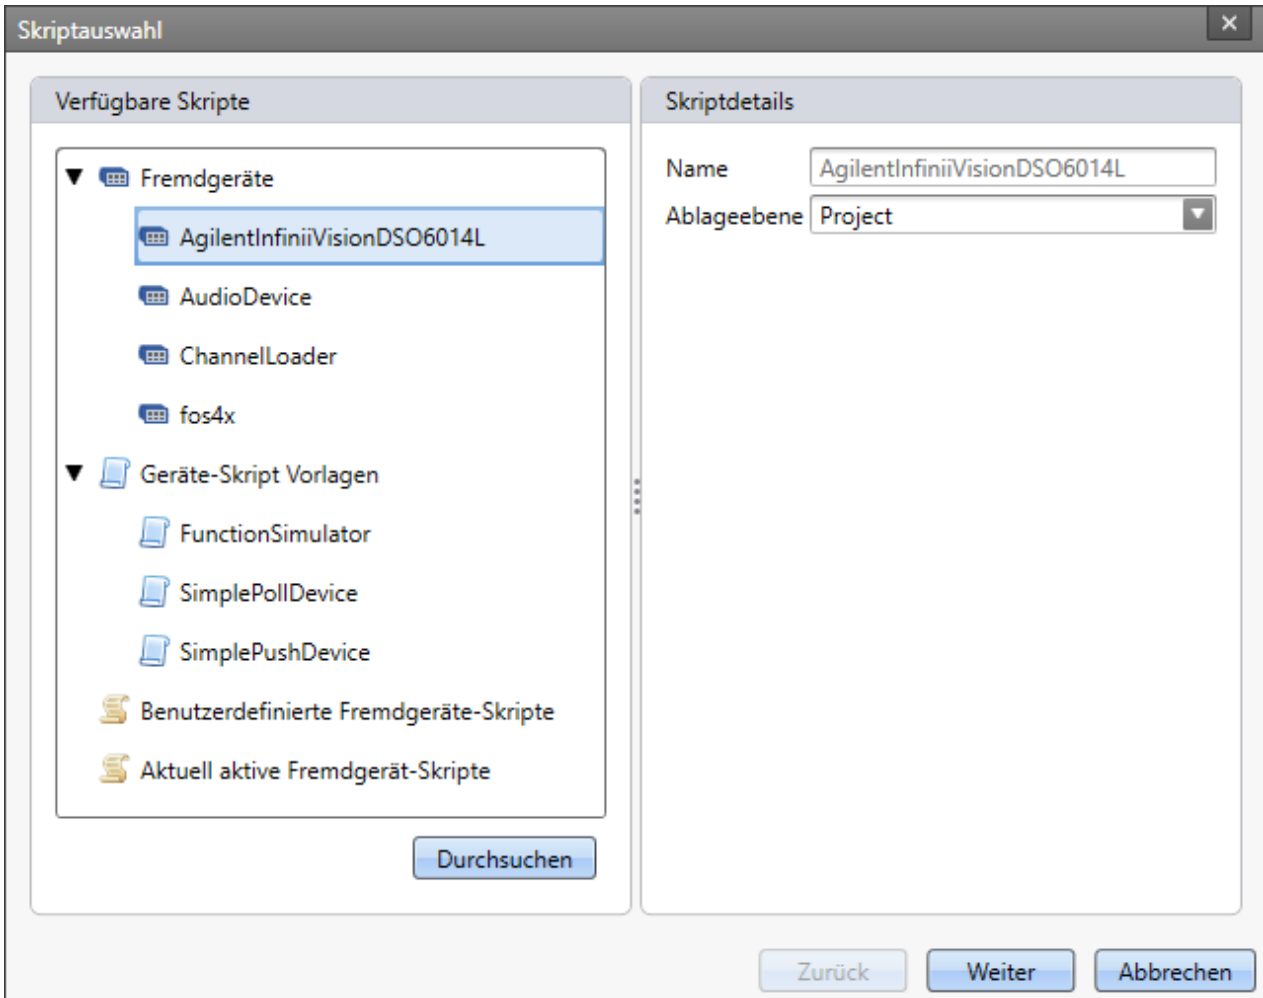 Skriptauswahl
Verfügbare Skripte
Fremdgeräte
AgilentInfiniiVisionDSO6014L
AudioDevice
ChannelLoader
fos4x
Geräte-Skript Vorlagen
FunctionSimulator
SimplePollDevice
SimplePushDevice
Benutzerdefinierte Fremdgeräte-Skripte
Aktuell aktive Fremdgerät-Skripte
Durchsuchen
Skriptdetails
Name AgilentInfiniiVisionDSO6014L
Ablageebene Project
Zurück Weiter Abbrechen